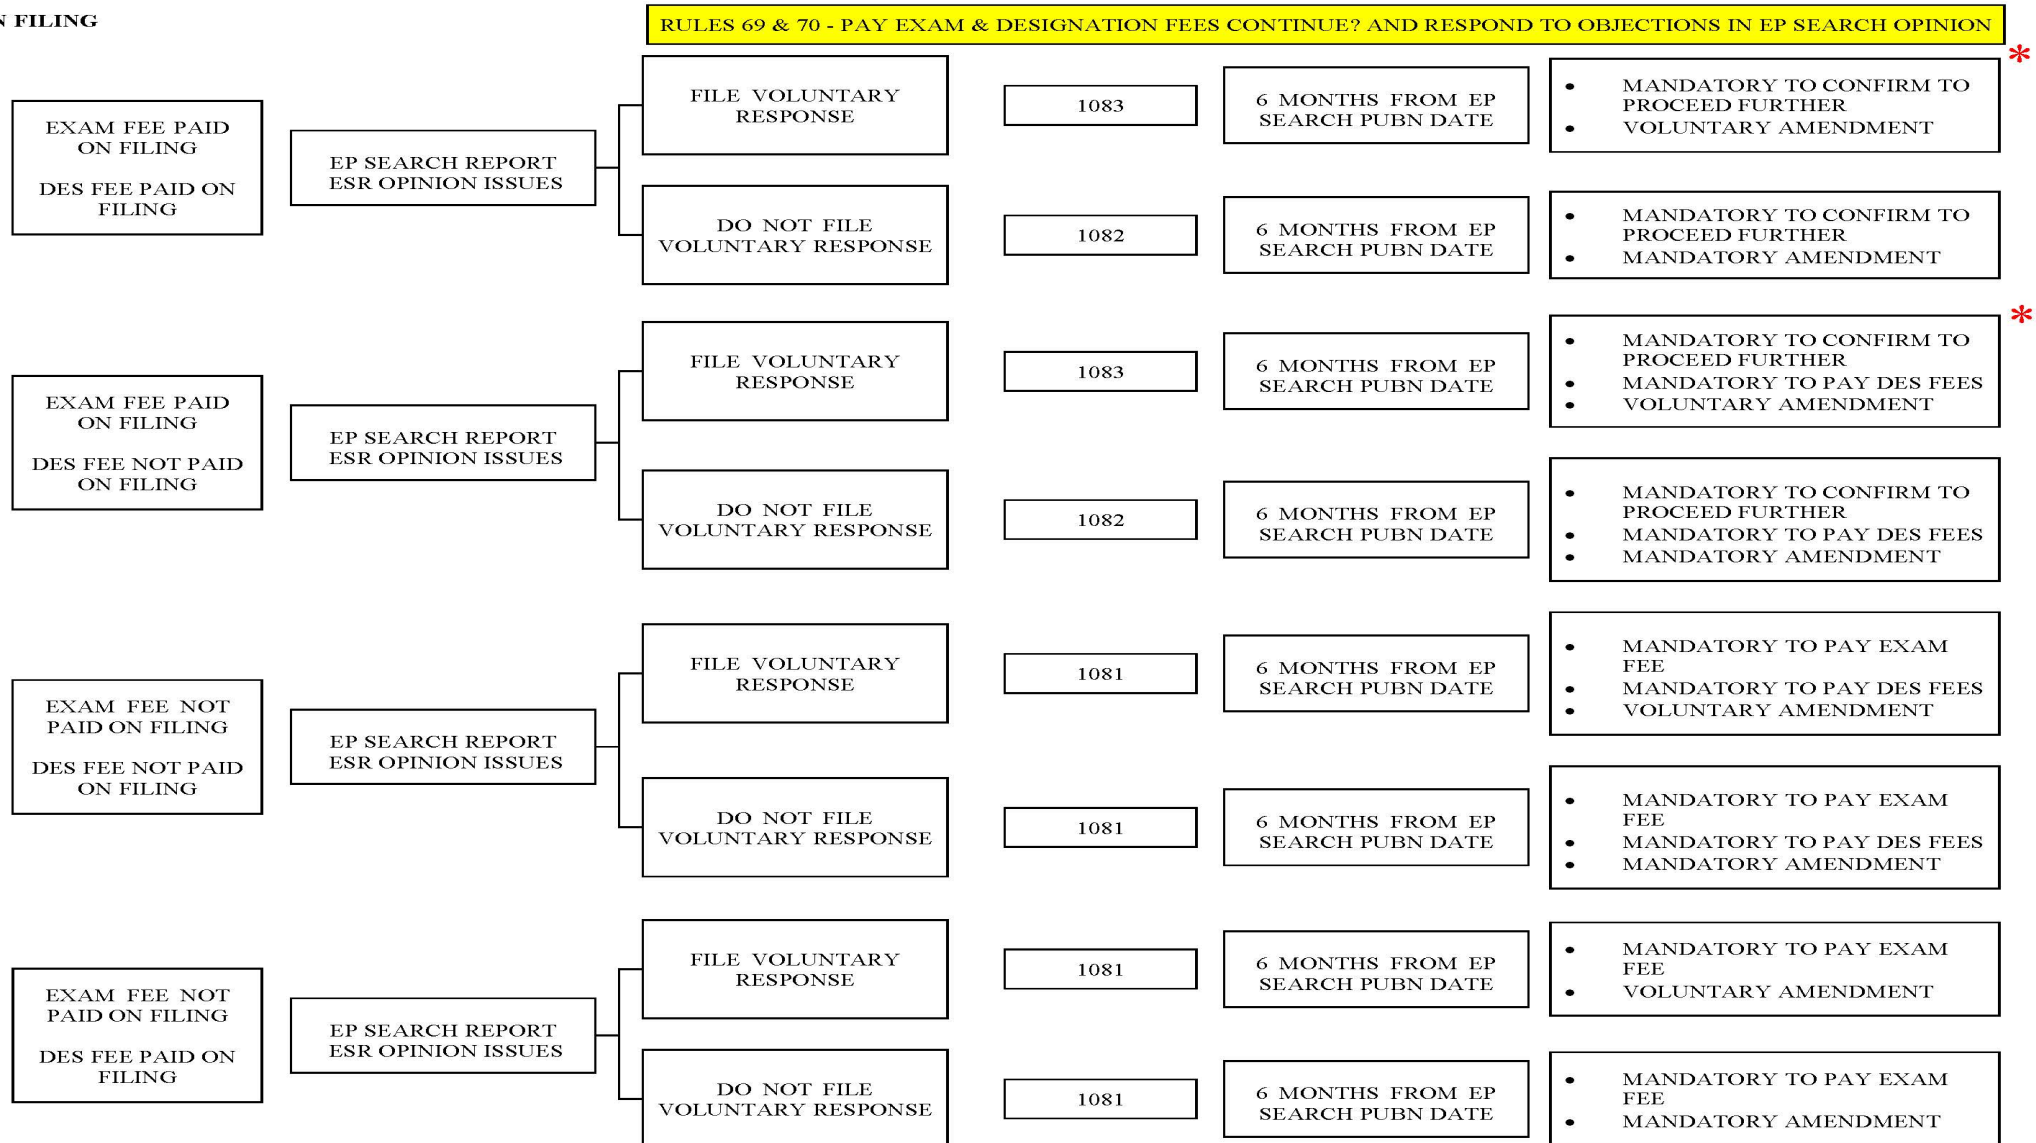 N FILING
RULES 69 & 70 - PAY EXAM & DESIGNATION FEES CONTINUE? AND RESPOND TO OBJECTIONS IN EP SEARCH OPINION
*
EXAM FEE PAID
ON FILING
DES FEE PAID ON
FILING
EP SEARCH REPORT
ESR OPINION ISSUES
FILE VOLUNTARY
RESPONSE
1083
6 MONTHS FROM EP
SEARCH PUBN DATE
• MANDATORY TO CONFIRM TO
PROCEED FURTHER
• VOLUNTARY AMENDMENT
DO NOT FILE
VOLUNTARY RESPONSE
1082
6 MONTHS FROM EP
SEARCH PUBN DATE
• MANDATORY TO CONFIRM TO
PROCEED FURTHER
• MANDATORY AMENDMENT
*
EXAM FEE PAID
ON FILING
DES FEE NOT PAID
ON FILING
EP SEARCH REPORT
ESR OPINION ISSUES
FILE VOLUNTARY
RESPONSE
1083
6 MONTHS FROM EP
SEARCH PUBN DATE
• MANDATORY TO CONFIRM TO
PROCEED FURTHER
• MANDATORY TO PAY DES FEES
• VOLUNTARY AMENDMENT
DO NOT FILE
VOLUNTARY RESPONSE
1082
6 MONTHS FROM EP
SEARCH PUBN DATE
• MANDATORY TO CONFIRM TO
PROCEED FURTHER
• MANDATORY TO PAY DES FEES
• MANDATORY AMENDMENT
EXAM FEE NOT
PAID ON FILING
DES FEE NOT PAID
ON FILING
EP SEARCH REPORT
ESR OPINION ISSUES
FILE VOLUNTARY
RESPONSE
1081
6 MONTHS FROM EP
SEARCH PUBN DATE
• MANDATORY TO PAY EXAM
FEE
• MANDATORY TO PAY DES FEES
• VOLUNTARY AMENDMENT
DO NOT FILE
VOLUNTARY RESPONSE
1081
6 MONTHS FROM EP
SEARCH PUBN DATE
• MANDATORY TO PAY EXAM
FEE
• MANDATORY TO PAY DES FEES
• MANDATORY AMENDMENT
EXAM FEE NOT
PAID ON FILING
DES FEE PAID ON
FILING
EP SEARCH REPORT
ESR OPINION ISSUES
FILE VOLUNTARY
RESPONSE
1081
6 MONTHS FROM EP
SEARCH PUBN DATE
• MANDATORY TO PAY EXAM
FEE
• VOLUNTARY AMENDMENT
DO NOT FILE
VOLUNTARY RESPONSE
1081
6 MONTHS FROM EP
SEARCH PUBN DATE
• MANDATORY TO PAY EXAM
FEE
• MANDATORY AMENDMENT